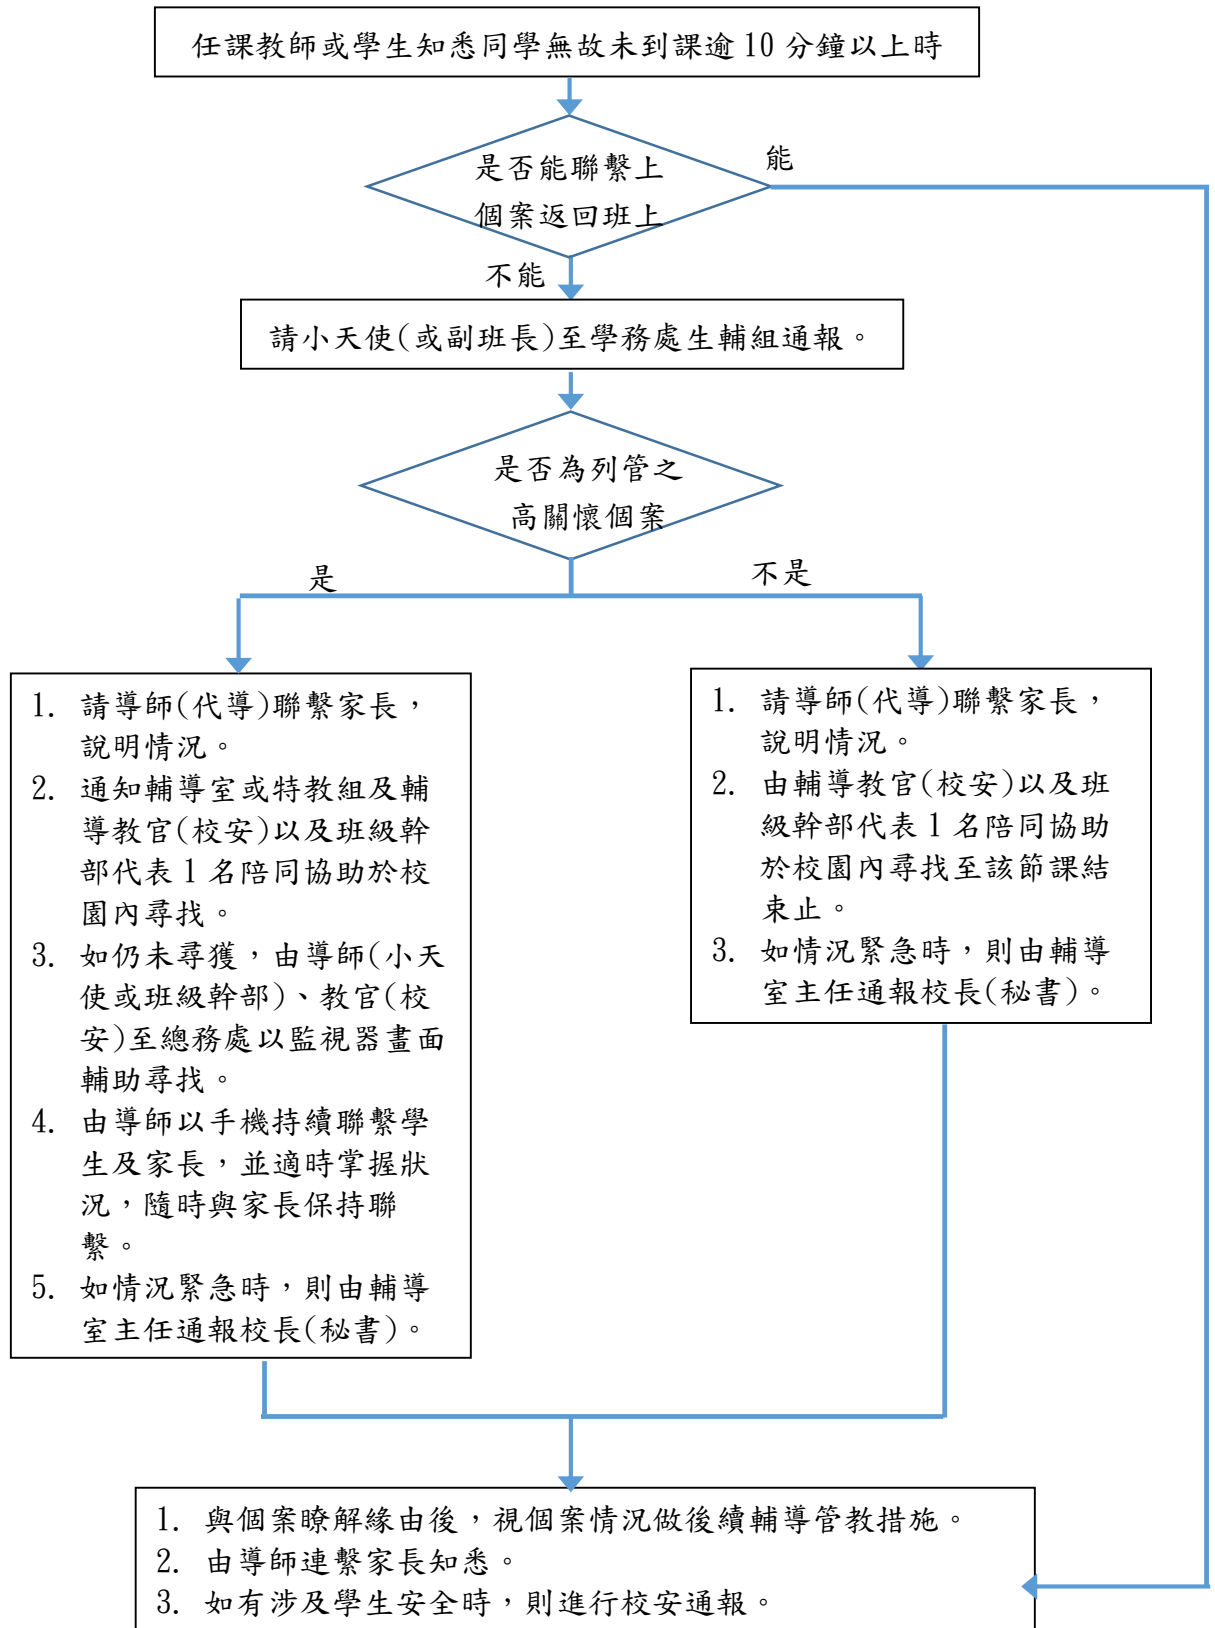 任課教師或學生知悉同學無故未到課逾 10 分鐘以上時
是否能聯繫上
個案返回班上
能
不能
請小天使(或副班長)至學務處生輔組通報。
是否為列管之
高關懷個案
是
不是
1. 請導師(代導)聯繫家長，
說明情況。
2. 通知輔導室或特教組及輔
導教官(校安)以及班級幹
部代表 1 名陪同協助於校
園內尋找。
3. 如仍未尋獲，由導師(小天
使或班級幹部)、教官(校
安)至總務處以監視器畫面
輔助尋找。
4. 由導師以手機持續聯繫學
生及家長，並適時掌握狀
況，隨時與家長保持聯
繫。
5. 如情況緊急時，則由輔導
室主任通報校長(秘書)。
1. 請導師(代導)聯繫家長，
說明情況。
2. 由輔導教官(校安)以及班
級幹部代表 1 名陪同協助
於校園內尋找至該節課結
束止。
3. 如情況緊急時，則由輔導
室主任通報校長(秘書)。
1. 與個案瞭解緣由後，視個案情況做後續輔導管教措施。
2. 由導師連繫家長知悉。
3. 如有涉及學生安全時，則進行校安通報。